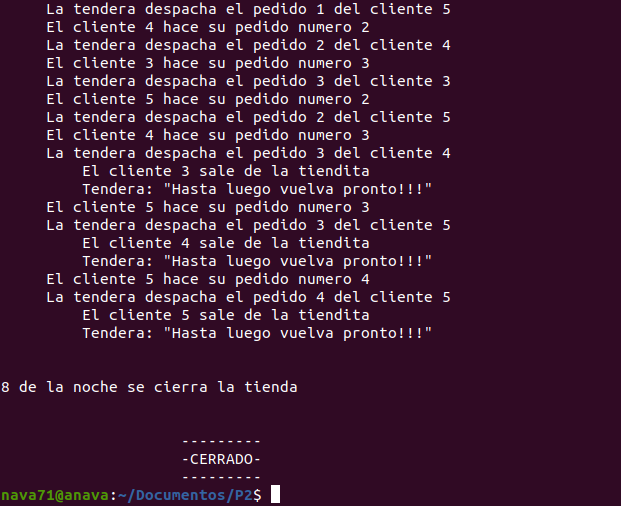 La tendera despacha el pedido 1 del cliente 5
El cliente 4 hace su pedido numero 2
La tendera despacha el pedido 2 del cliente 4
El cliente 3 hace su pedido numero 3
La tendera despacha el pedido 3 del cliente 3
El cliente 5 hace su pedido numero 2
La tendera despacha el pedido 2 del cliente 5
El cliente 4 hace su pedido numero 3
La tendera despacha el pedido 3 del cliente 4
El cliente 3 sale de la tiendita
Tendera: "Hasta luego vuelva pronto!!!"
El cliente 5 hace su pedido numero 3
La tendera despacha el pedido 3 del cliente 5
El cliente 4 sale de la tiendita
Tendera: "Hasta luego vuelva pronto!!!"
El cliente 5 hace su pedido numero 4
La tendera despacha el pedido 4 del cliente 5
El cliente 5 sale de la tiendita
Tendera: "Hasta luego vuelva pronto!!!"
8 de la noche se cierra la tienda
---------
-CERRADO-
---------
nava71@anava:~/Documentos/P2$